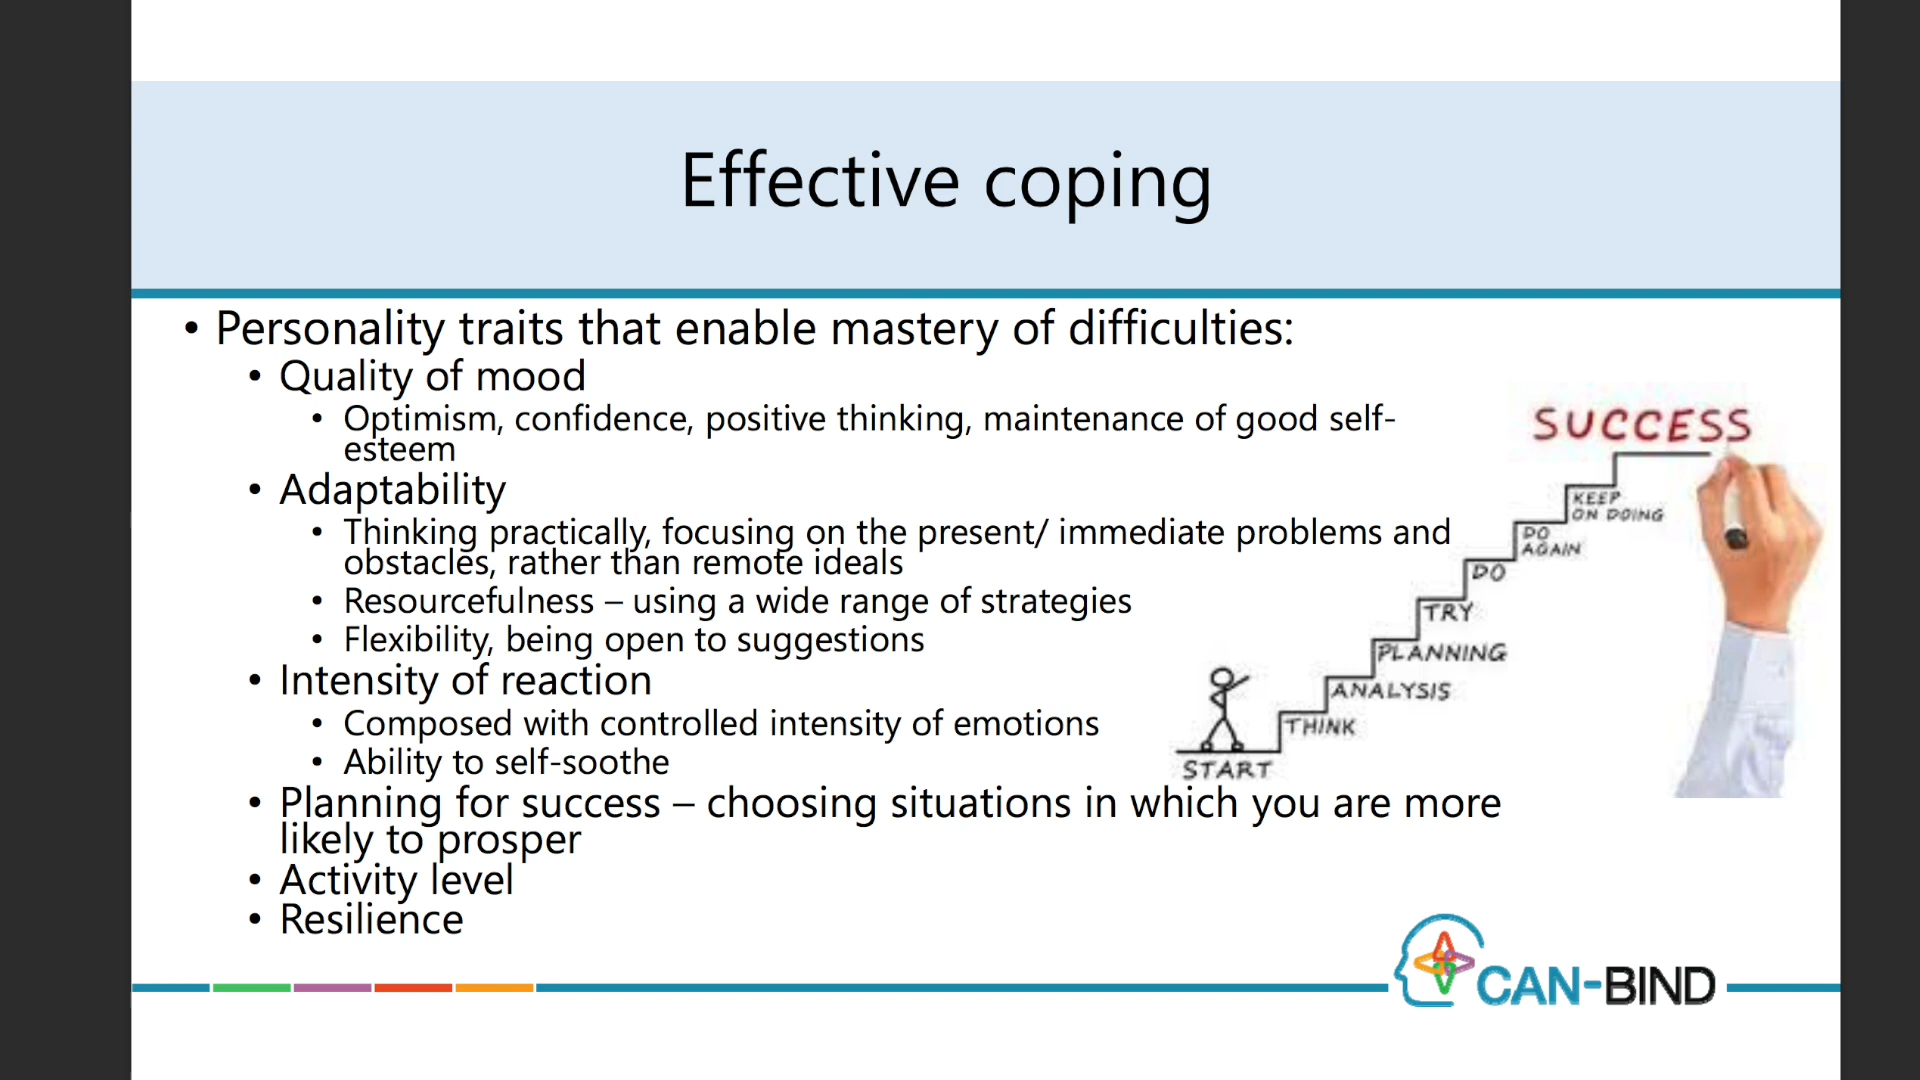 Effective coping
• Personality traits that enable mastery of difficulties:
• Quality of mood
• Optimism, confidence, positive thinking, maintenance of good self-
esteem
• Adaptability
• Thinking practically, focusing on the present/ immediate problems and
obstacles, rather than remote ideals
• Resourcefulness – using a wide range of strategies
• Flexibility, being open to suggestions
• Intensity of reaction
• Composed with controlled intensity of emotions
• Ability to self-soothe
• Planning for success – choosing situations in which you are more
likely to prosper
• Activity level
• Resilience
SUCCESS
KEEP
ON DOING
DO
AGAIN
DO
TRY
PLANNING
ANALYSIS
THINK
START
CAN-BIND